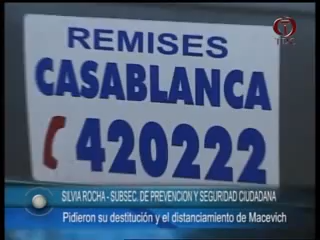 REMISES
CASABLANCA
420222
SILVIA ROCHA - SUBSEC. DE PREVENCION Y SEGURIDAD CIUDADANA
Pidieron su destitución y el distanciamiento de Macevich